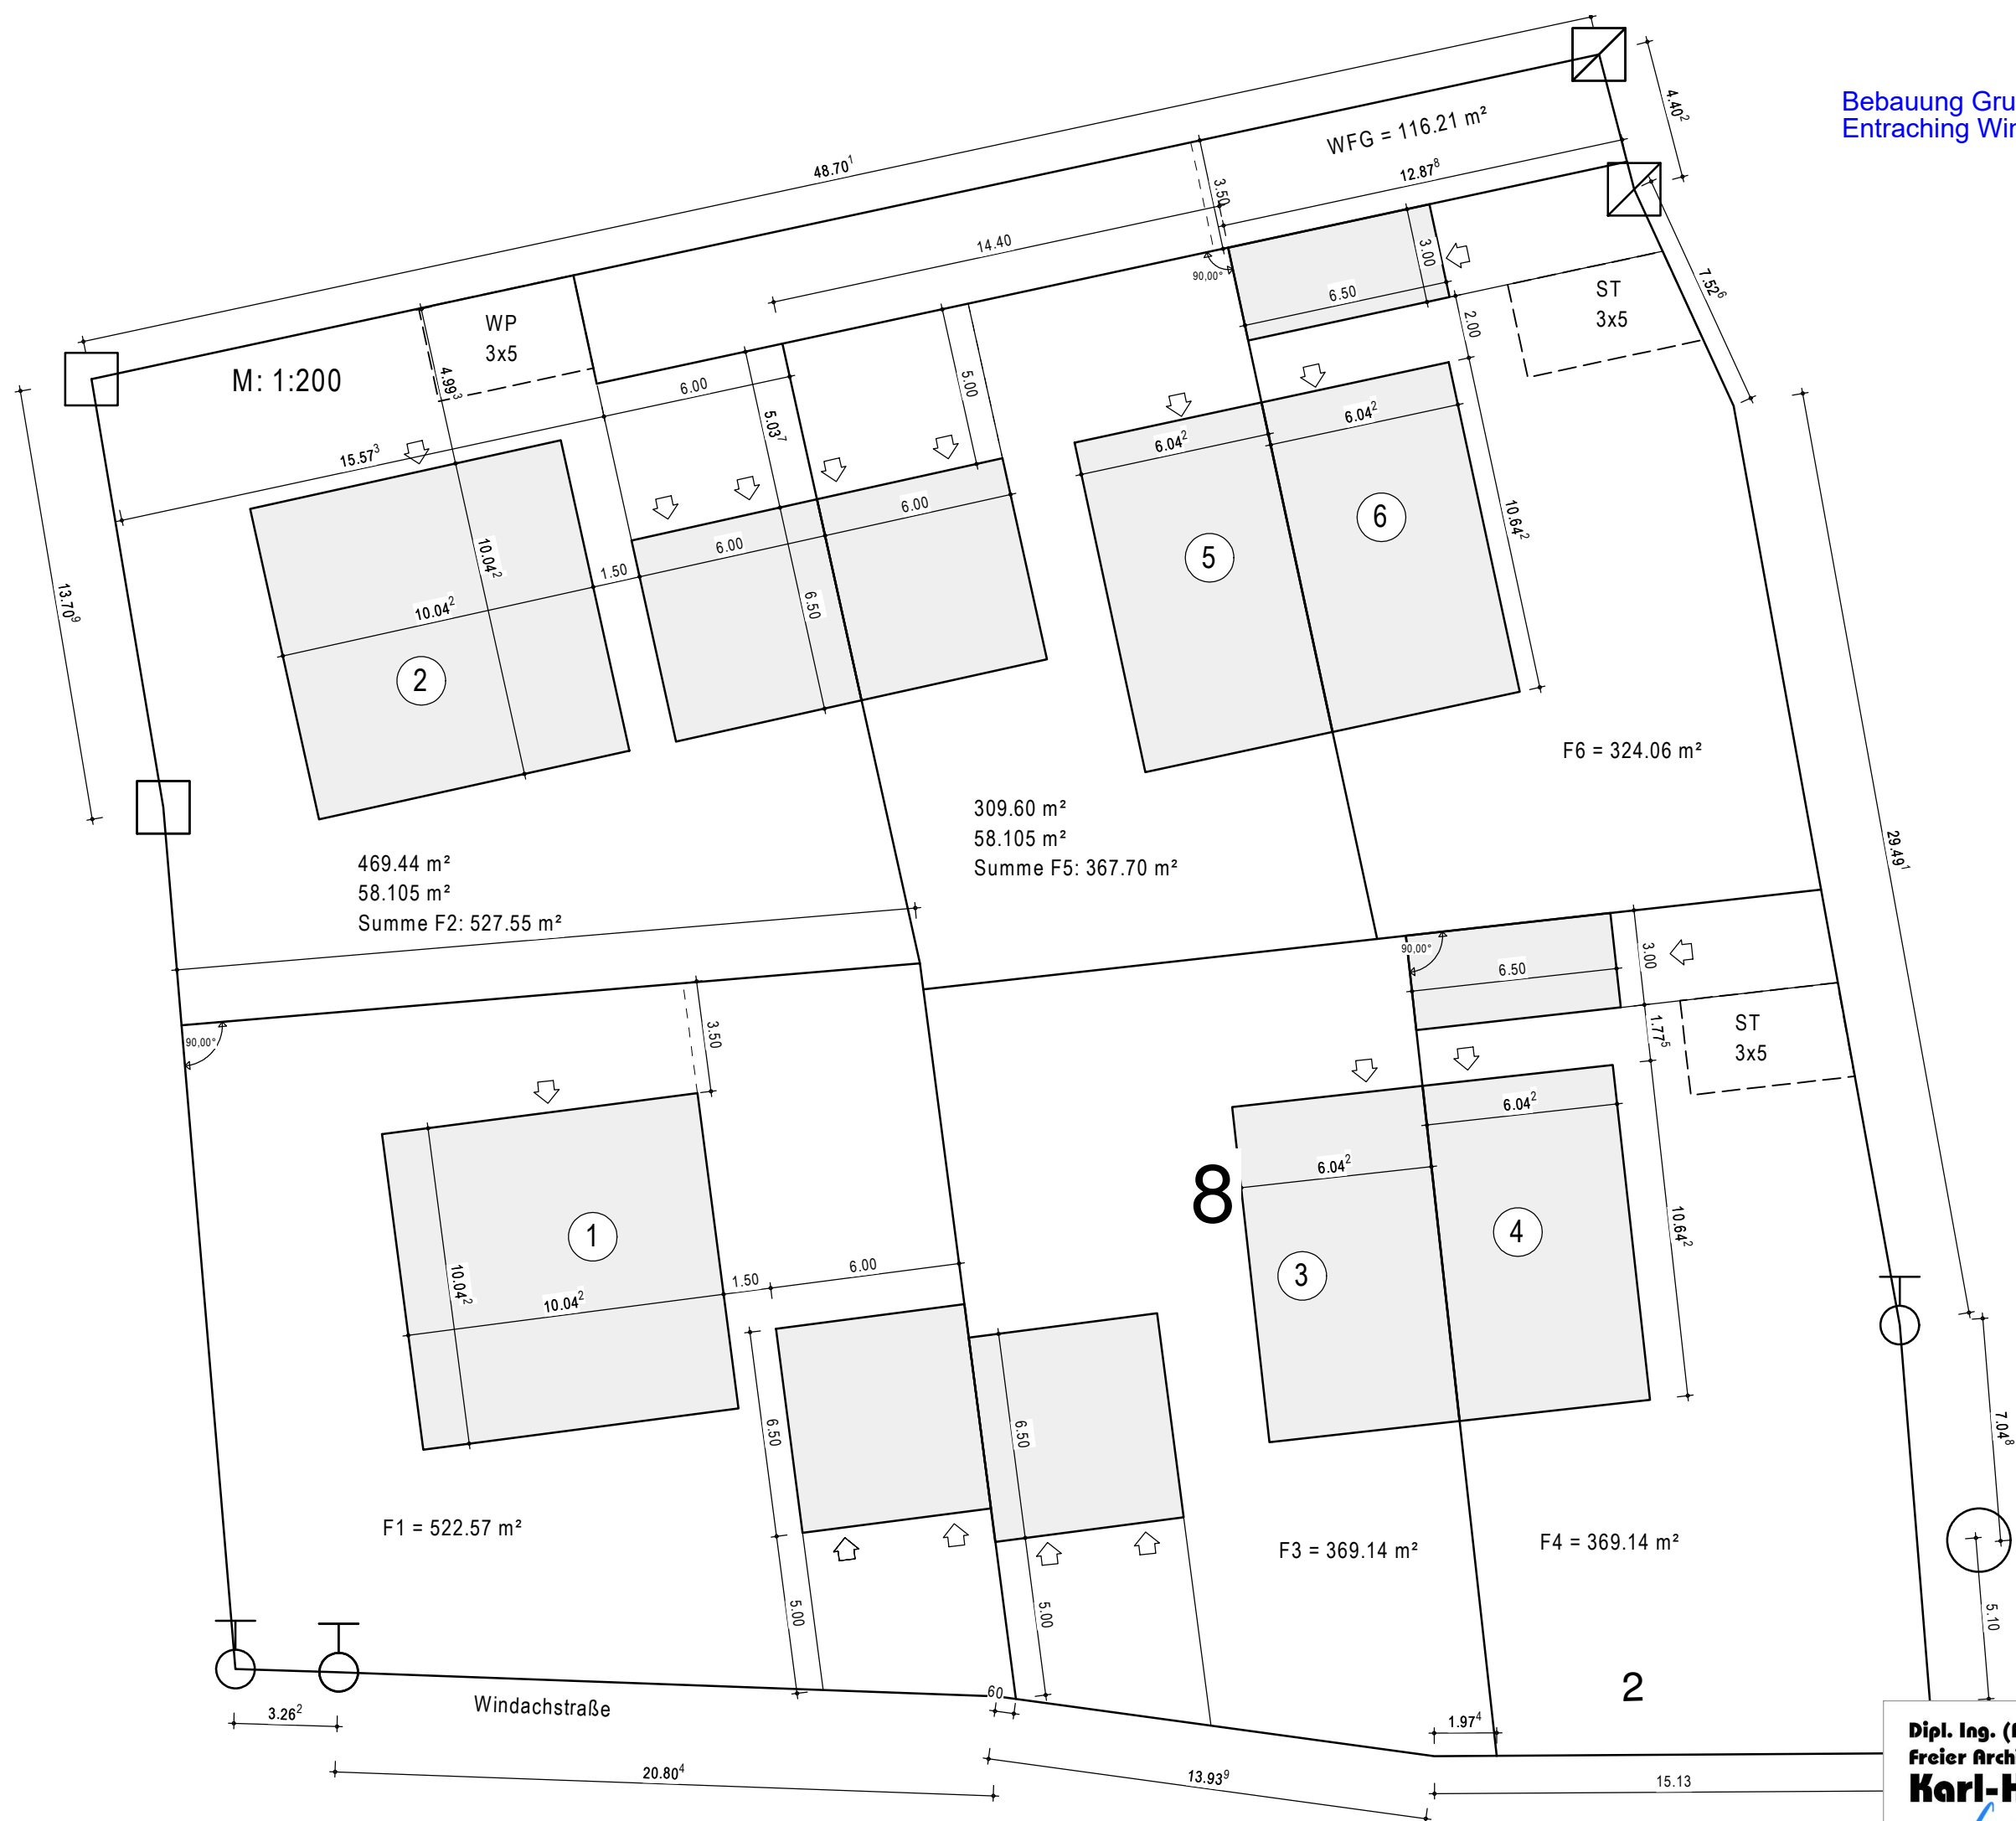 Bebauung Gru
Entraching Win
48.70¹
4.40²
WFG = 116.21 m²
12.87⁸
3.50
14.40
90,00°
3.00
6.50
7.52⁶
ST
3x5
2.00
WP
3x5
M: 1:200
4.99³
6.00
5.00
5.03⁷
15.57³
6.04²
6.04²
6.00
6.00
1.50
10.04²
10.04²
6.50
10.64²
5
6
13.70⁹
2
F6 = 324.06 m²
309.60 m²
58.105 m²
Summe F5: 367.70 m²
469.44 m²
58.105 m²
Summe F2: 527.55 m²
29.49¹
90,00°
6.50
3.00
ST
3x5
1.77⁵
90,00°
3.50
6.04²
6.04²
8
10.64²
1
4
3
10.04²
10.04²
1.50
6.00
6.50
6.50
7.04⁸
F1 = 522.57 m²
F3 = 369.14 m²
F4 = 369.14 m²
5.00
5.00
5.10
2
60
Windachstraße
3.26²
1.97⁴
20.80⁴
13.93⁹
15.13
Dipl. Ing. (
Freier Arch
Karl-H